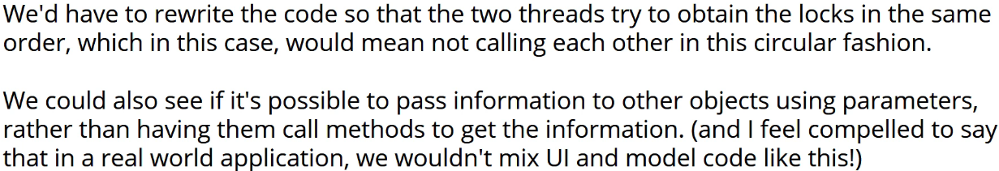 We'd have to rewrite the code so that the two threads try to obtain the locks in the same
order, which in this case, would mean not calling each other in this circular fashion.
We could also see if it's possible to pass information to other objects using parameters,
rather than having them call methods to get the information. (and I feel compelled to say
that in a real world application, we wouldn't mix UI and model code like this!)